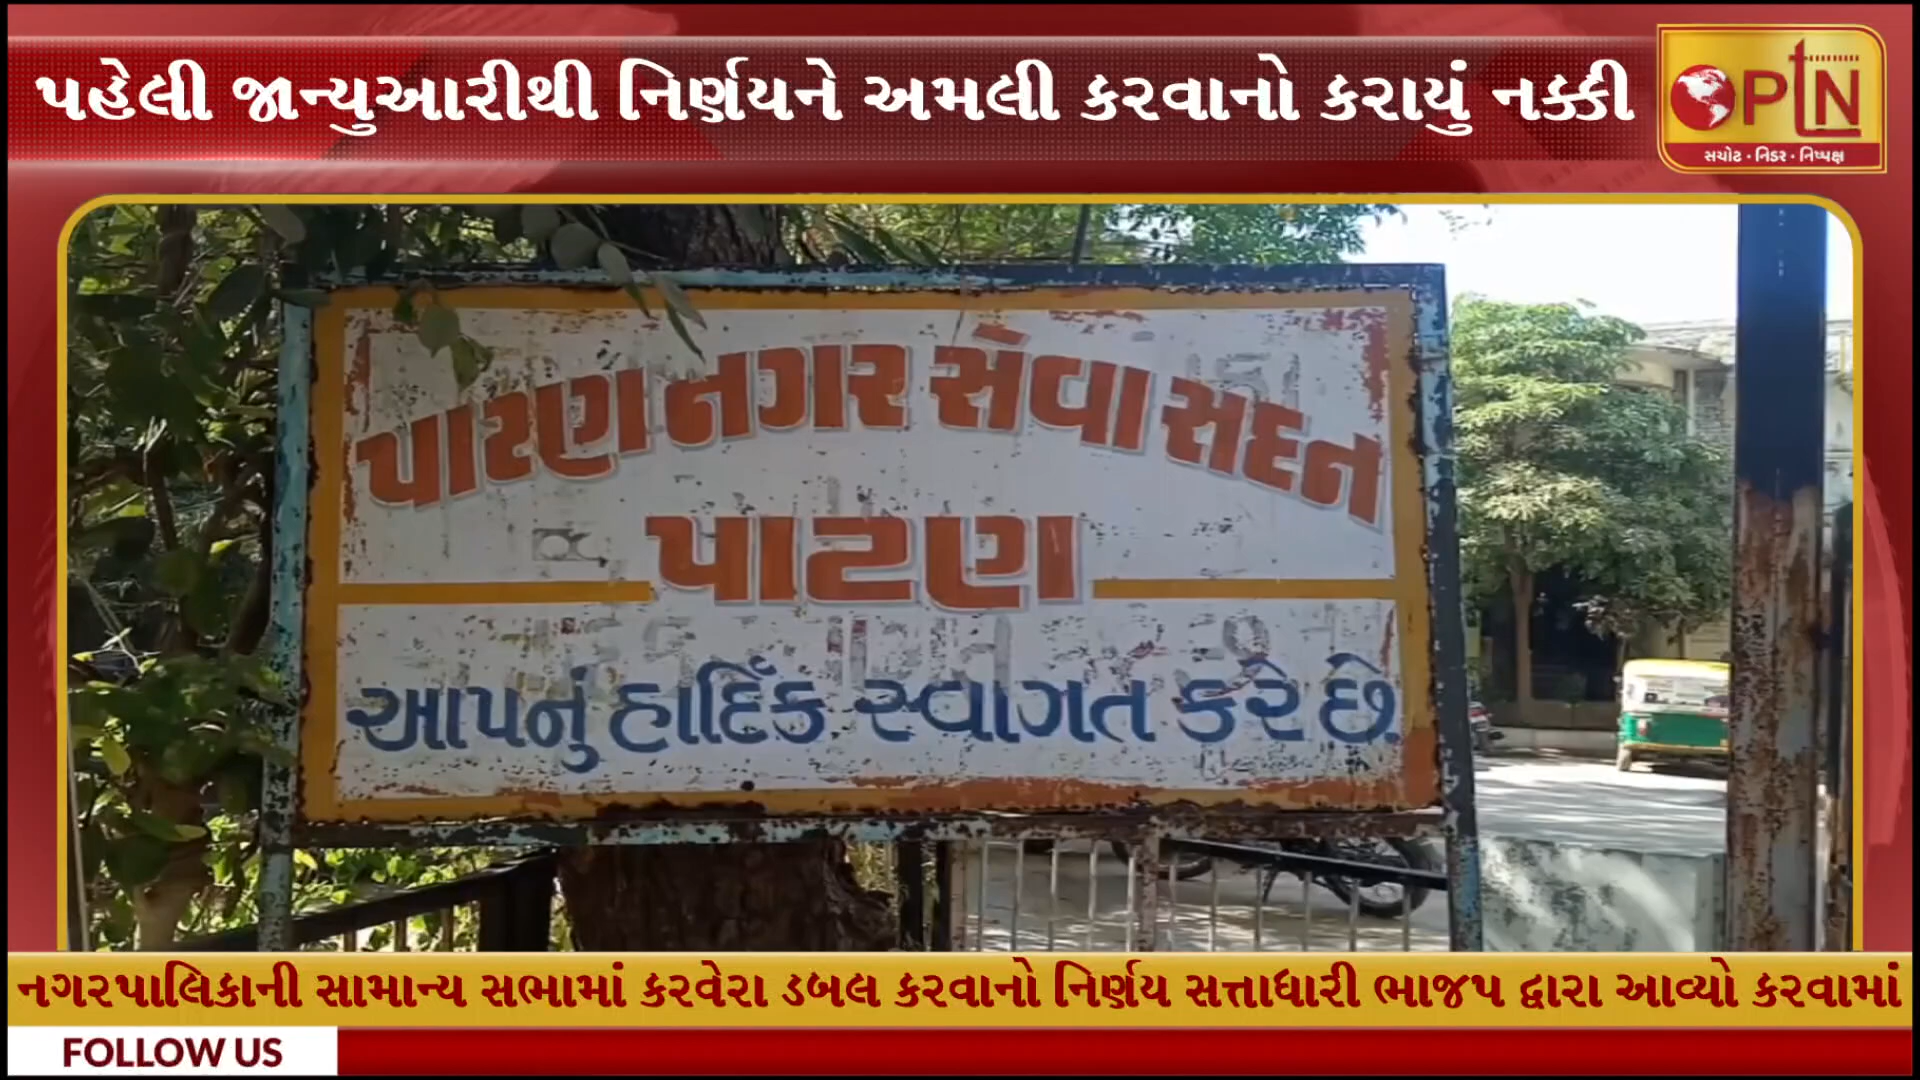 પહેલી જાન્યુઆરીથી નિર્ણયને અમલી કરવાનો કરાયું નક્કી
PTN
સચોટ • નિડર • નિષ્પક્ષ
પાટણ નગર સેવા સદન
પાટણ
આપનું હાર્દિક સ્વાગત કરે છે.
નગરપાલિકાની સામાન્ય સભામાં કરવેરા ડબલ કરવાનો નિર્ણય સત્તાધારી ભાજપ દ્વારા આવ્યો કરવામાં
FOLLOW US